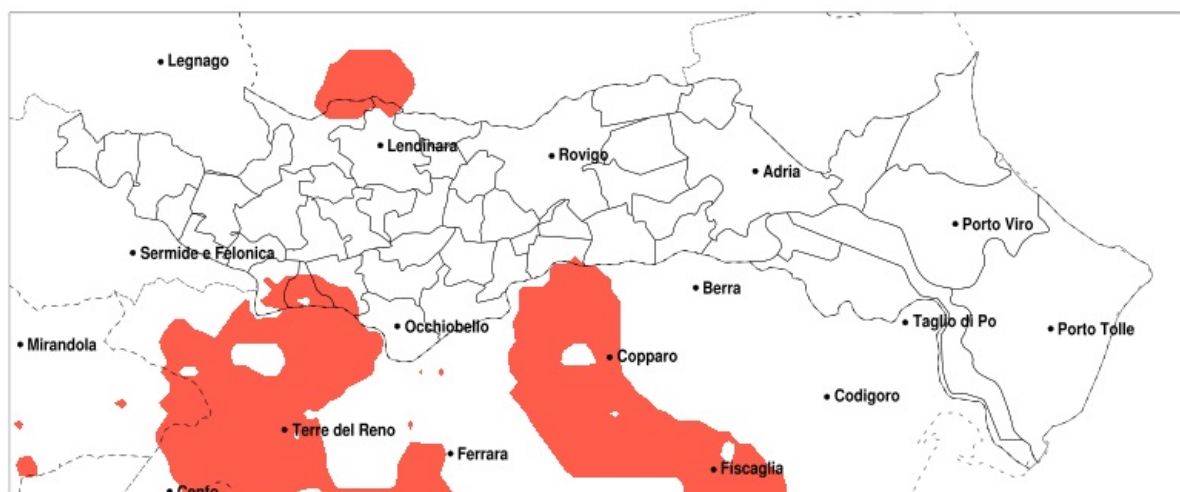 Legnago
Lendinara
Rovigo
Adria
Porto Viro
Sermide e Felonica
Berra
Taglio di Po
Porto Tolle
Occhiobello
Mirandola
Copparo
Codigoro
Terre del Reno
Ferrara
Fiscaglia
Cento